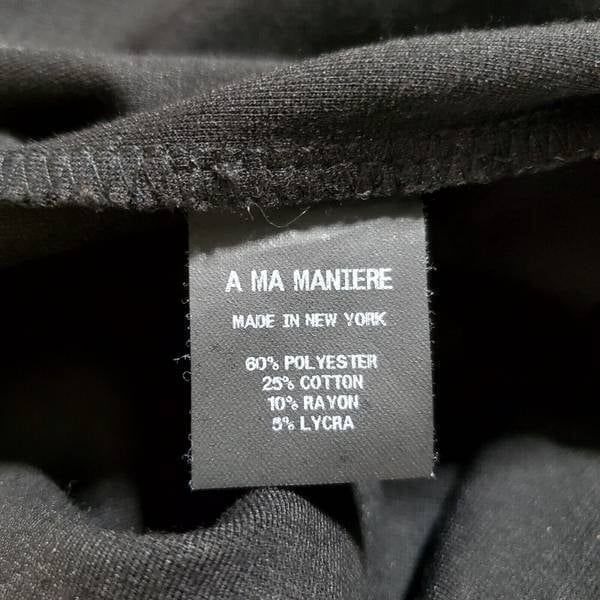 A MA MANIERE
MADE IN NEW YORK
60% POLYESTER
25% COTTON
10% RAYON
5% LYCRA